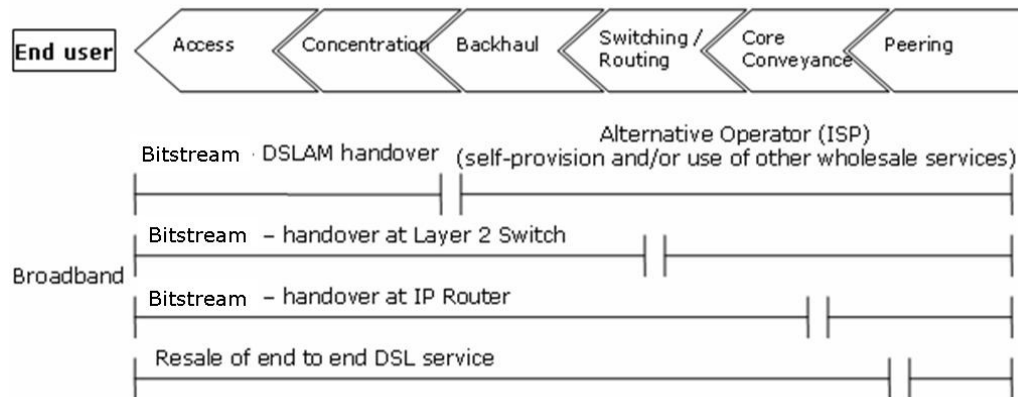 End user
Access
Concentration
Backhaul
Switching /
Routing
Core
Conveyance
Peering
Alternative Operator (ISP)
Bitstream · DSLAM handover
(self-provision and/or use of other wholesale services)
Bitstream – handover at Layer 2 Switch
Broadband
Bitstream – handover at IP Router
Resale of end to end DSL service